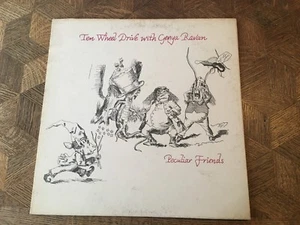 Ten Wheel Drive with Genya Ravan
Peculiar Friends